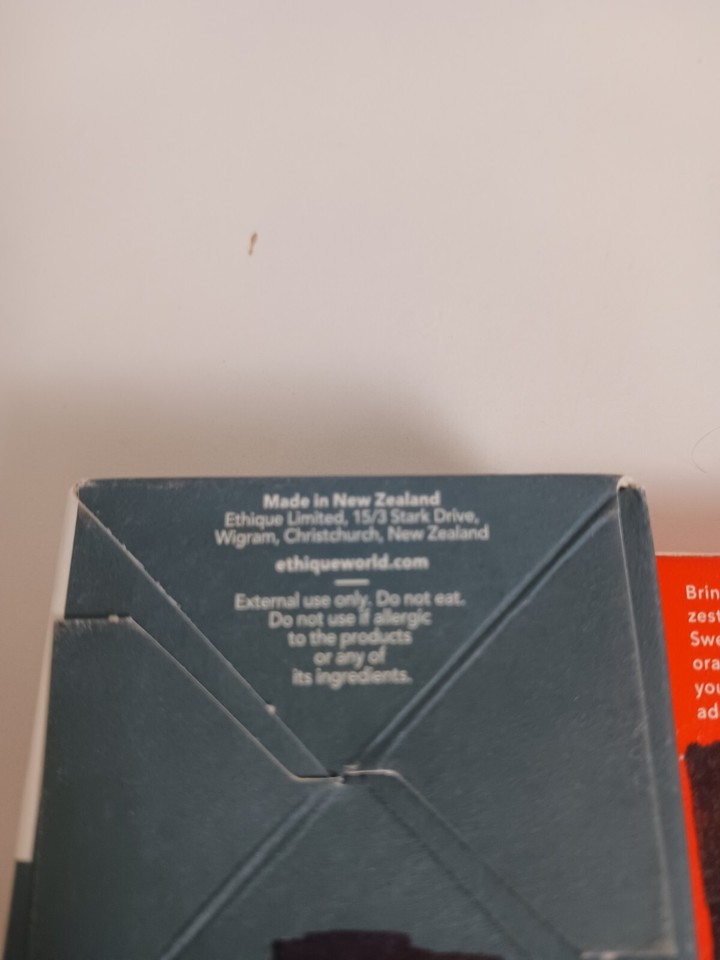 Made in New Zealand
Ethique Limited, 15/3 Stark Drive,
Wigram, Christchurch, New Zealand
ethiqueworld.com
External use only. Do not eat.
Do not use if allergic
to the products
or any of
its ingredients.
Brin
zest
Swe
ora
you
ad